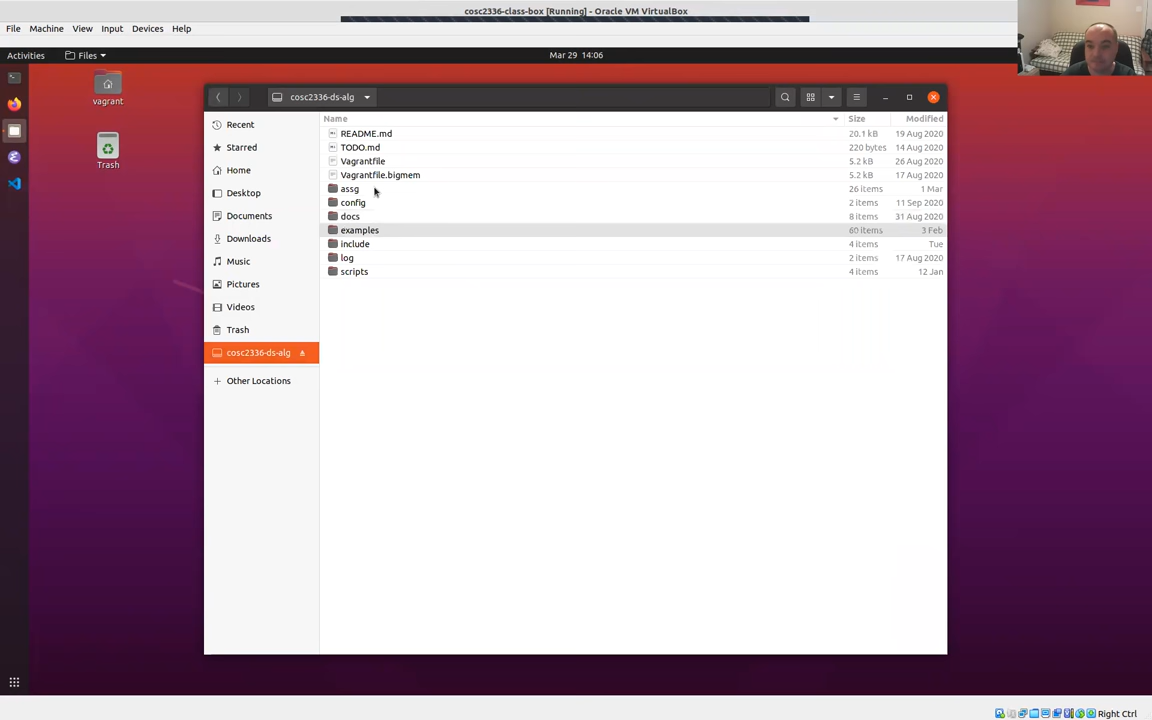 cosc2336-class-box [Running] - Oracle VM VirtualBox
File Machine View Input Devices Help
Activities Files Mar 29 14:06
vagrant
Trash
cosc2336-ds-alg
Recent
Starred
Home
Desktop
Documents
Downloads
Music
Pictures
Videos
Trash
cosc2336-ds-alg
+ Other Locations
Name Size Modified
README.md 20.1 kB 19 Aug 2020
TODO.md 220 bytes 14 Aug 2020
Vagrantfile 5.2 kB 26 Aug 2020
Vagrantfile.bigmem 5.2 kB 17 Aug 2020
assg 26 items 1 Mar
config 2 items 11 Sep 2020
docs 8 items 31 Aug 2020
examples 60 items 3 Feb
include 4 items Tue
log 2 items 17 Aug 2020
scripts 4 items 12 Jan
Right Ctrl